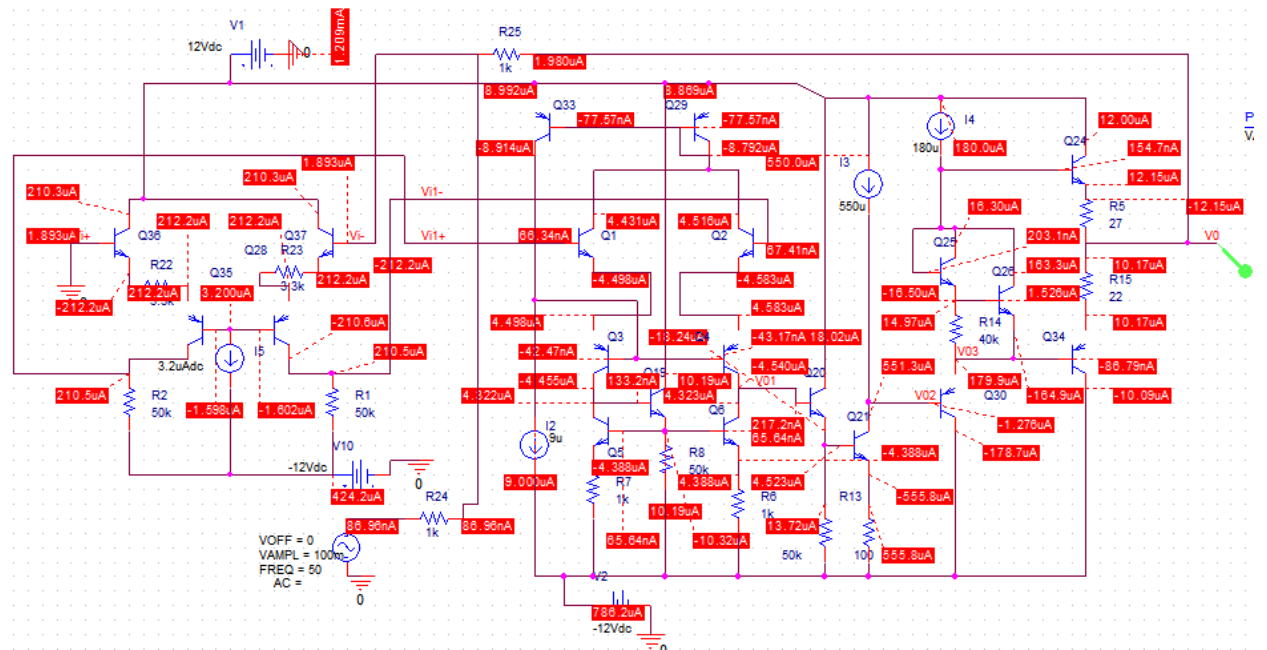 V1
12Vdc
0
1.209mA
R25
1k
1.980uA
8.992uA
8.869uA
Q33
Q29
-77.57nA
-77.57nA
-8.914uA
-8.792uA
550.0uA
I3
550u
I4
180u
180.0uA
Q24
12.00uA
154.7nA
12.15uA
P
R5
27
-12.15uA
V0
1.893uA
210.3uA
210.3uA
212.2uA
212.2uA
1.893uA
Q36
Q37
Vi-
Vi1-
Vi1+
Q28
R23
3.3k
R22
212.2uA
212.2uA
-212.2uA
-212.2uA
Q35
3.200uA
-210.6uA
210.5uA
I5
3.2uAdc
210.5uA
R2
50k
-1.598uA
-1.602uA
R1
50k
66.34nA
4.431uA
Q1
4.516uA
Q2
67.41nA
-4.498uA
-4.583uA
4.498uA
4.583uA
Q3
-42.47nA
-18.24uA
-43.17nA
18.02uA
-4.455uA
133.2nA
10.19uA
-4.540uA
V01
4.322uA
4.323uA
Q20
Q21
551.3uA
Q5
Q6
217.2nA
65.64nA
I2
9u
9.000uA
-4.388uA
R8
50k
4.388uA
-4.388uA
4.523uA
-555.8uA
R7
1k
R6
1k
10.19uA
65.64nA
-10.32uA
13.72uA
50k
R13
100
555.8uA
16.30uA
Q25
203.1nA
Q26
163.3uA
1.526uA
-16.50uA
14.97uA
R14
40k
10.17uA
R15
22
10.17uA
Q34
V03
-86.79nA
179.9uA
Q30
-164.9uA
-10.09uA
V02
-1.276uA
-178.7uA
V10
-12Vdc
0
424.2uA
R24
1k
86.96nA
86.96nA
VOFF = 0
VAMPL = 100m
FREQ = 50
AC =
0
786.2uA
-12Vdc
0